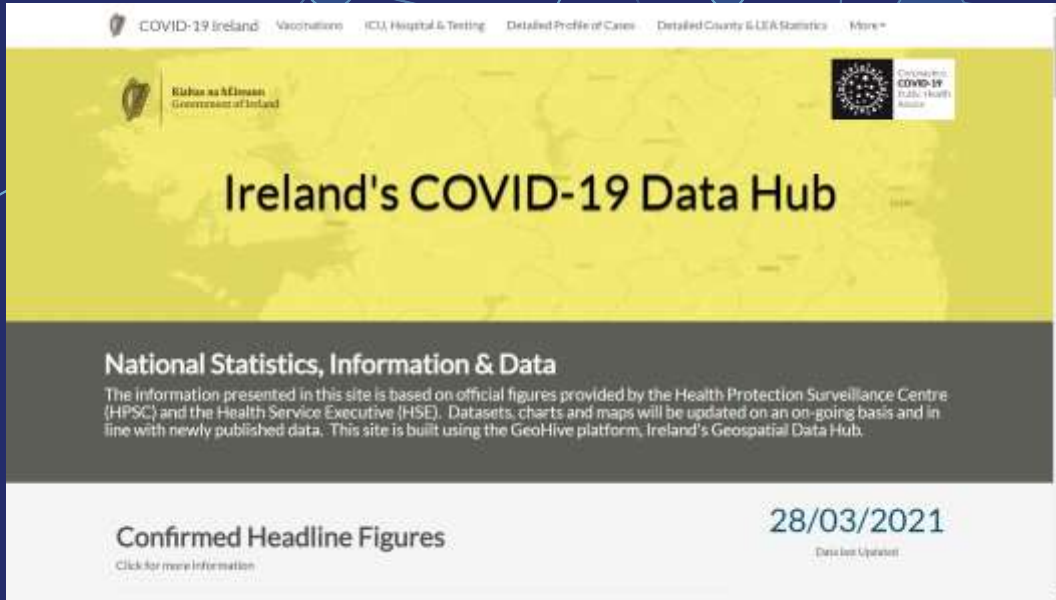 COVID-19 Ireland Vaccinations ICU, Hospital & Testing Detailed Profile of Cases Detailed County & LEA Statistics More
Rialtas na hÉireann
Government of Ireland
Coronavirus
COVID-19
Public Health
Advice
Ireland's COVID-19 Data Hub
National Statistics, Information & Data
The information presented in this site is based on official figures provided by the Health Protection Surveillance Centre
(HPSC) and the Health Service Executive (HSE). Datasets, charts and maps will be updated on an on-going basis and in
line with newly published data. This site is built using the GeoHive platform, Ireland's Geospatial Data Hub.
Confirmed Headline Figures
Click for more information
28/03/2021
Data last Updated